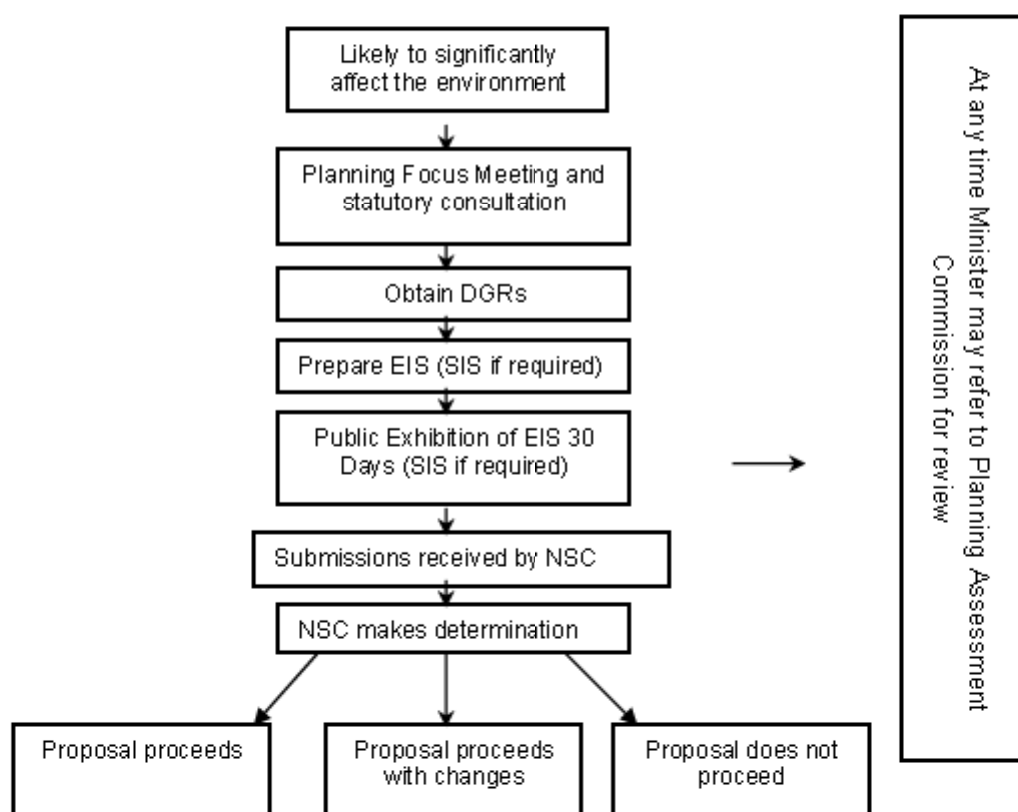 Likely to significantly
affect the environment
Planning Focus Meeting and
statutory consultation
Obtain DGRs
Prepare EIS (SIS if required)
Public Exhibition of EIS 30
Days (SIS if required)
Submissions received by NSC
NSC makes determination
Proposal proceeds
Proposal proceeds
with changes
Proposal does not
proceed
At any time Minister may refer to Planning Assessment
Commission for review